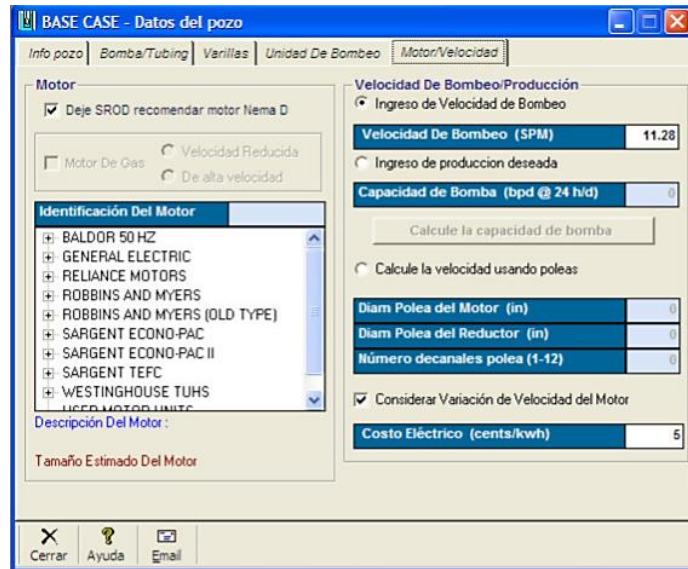 BASE CASE - Datos del pozo
Info pozo
Bomba/Tubing
Varillas
Unidad De Bombeo
Motor/Velocidad
Motor
Deje SROD recomendar motor Nema D
Motor De Gas
Velocidad Reducida
De alta velocidad
Identificación Del Motor
BALDOR 50 HZ
GENERAL ELECTRIC
RELIANCE MOTORS
ROBBINS AND MYERS
ROBBINS AND MYERS (OLD TYPE)
SARGENT ECONO-PAC
SARGENT ECONO-PAC II
SARGENT TEFC
WESTINGHOUSE TUHS
USER MOTOR UNITS
Descripción Del Motor :
Tamaño Estimado Del Motor
Velocidad De Bombeo/Producción
Ingreso de Velocidad de Bombeo
Velocidad De Bombeo (SPM) 11.28
Ingreso de produccion deseada
Capacidad de Bomba (bpd @ 24 h/d) 0
Calcule la capacidad de bomba
Calcule la velocidad usando poleas
Diam Polea del Motor (in) 0
Diam Polea del Reductor (in) 0
Número decanales polea (1-12) 0
Considerar Variación de Velocidad del Motor
Costo Eléctrico (cents/kwh) 5
Cerrar
Ayuda
Email